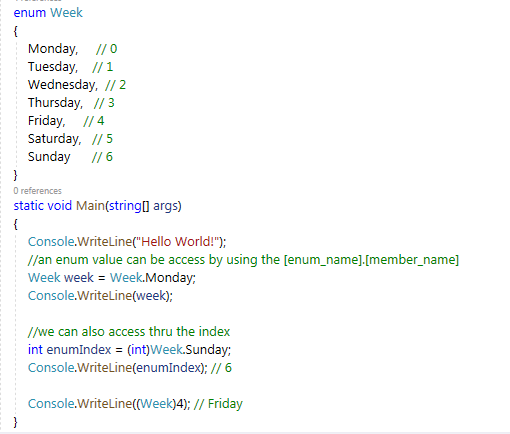 enum Week
{
Monday, // 0
Tuesday, // 1
Wednesday, // 2
Thursday, // 3
Friday, // 4
Saturday, // 5
Sunday // 6
}
0 references
static void Main(string[] args)
{
Console.WriteLine("Hello World!");
//an enum value can be access by using the [enum_name].[member_name]
Week week = Week.Monday;
Console.WriteLine(week);
//we can also access thru the index
int enumIndex = (int)Week.Sunday;
Console.WriteLine(enumIndex); // 6
Console.WriteLine((Week)4); // Friday
}